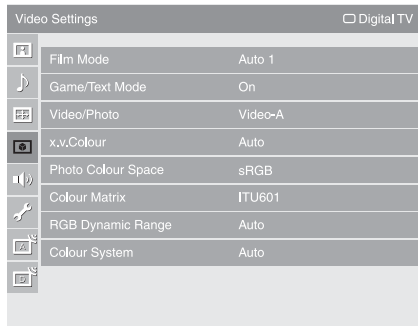 Video Settings
Digital TV
Film Mode Auto 1
Game/Text Mode On
Video/Photo Video-A
x.v.Colour Auto
Photo Colour Space sRGB
Colour Matrix ITU601
RGB Dynamic Range Auto
Colour System Auto
A
D